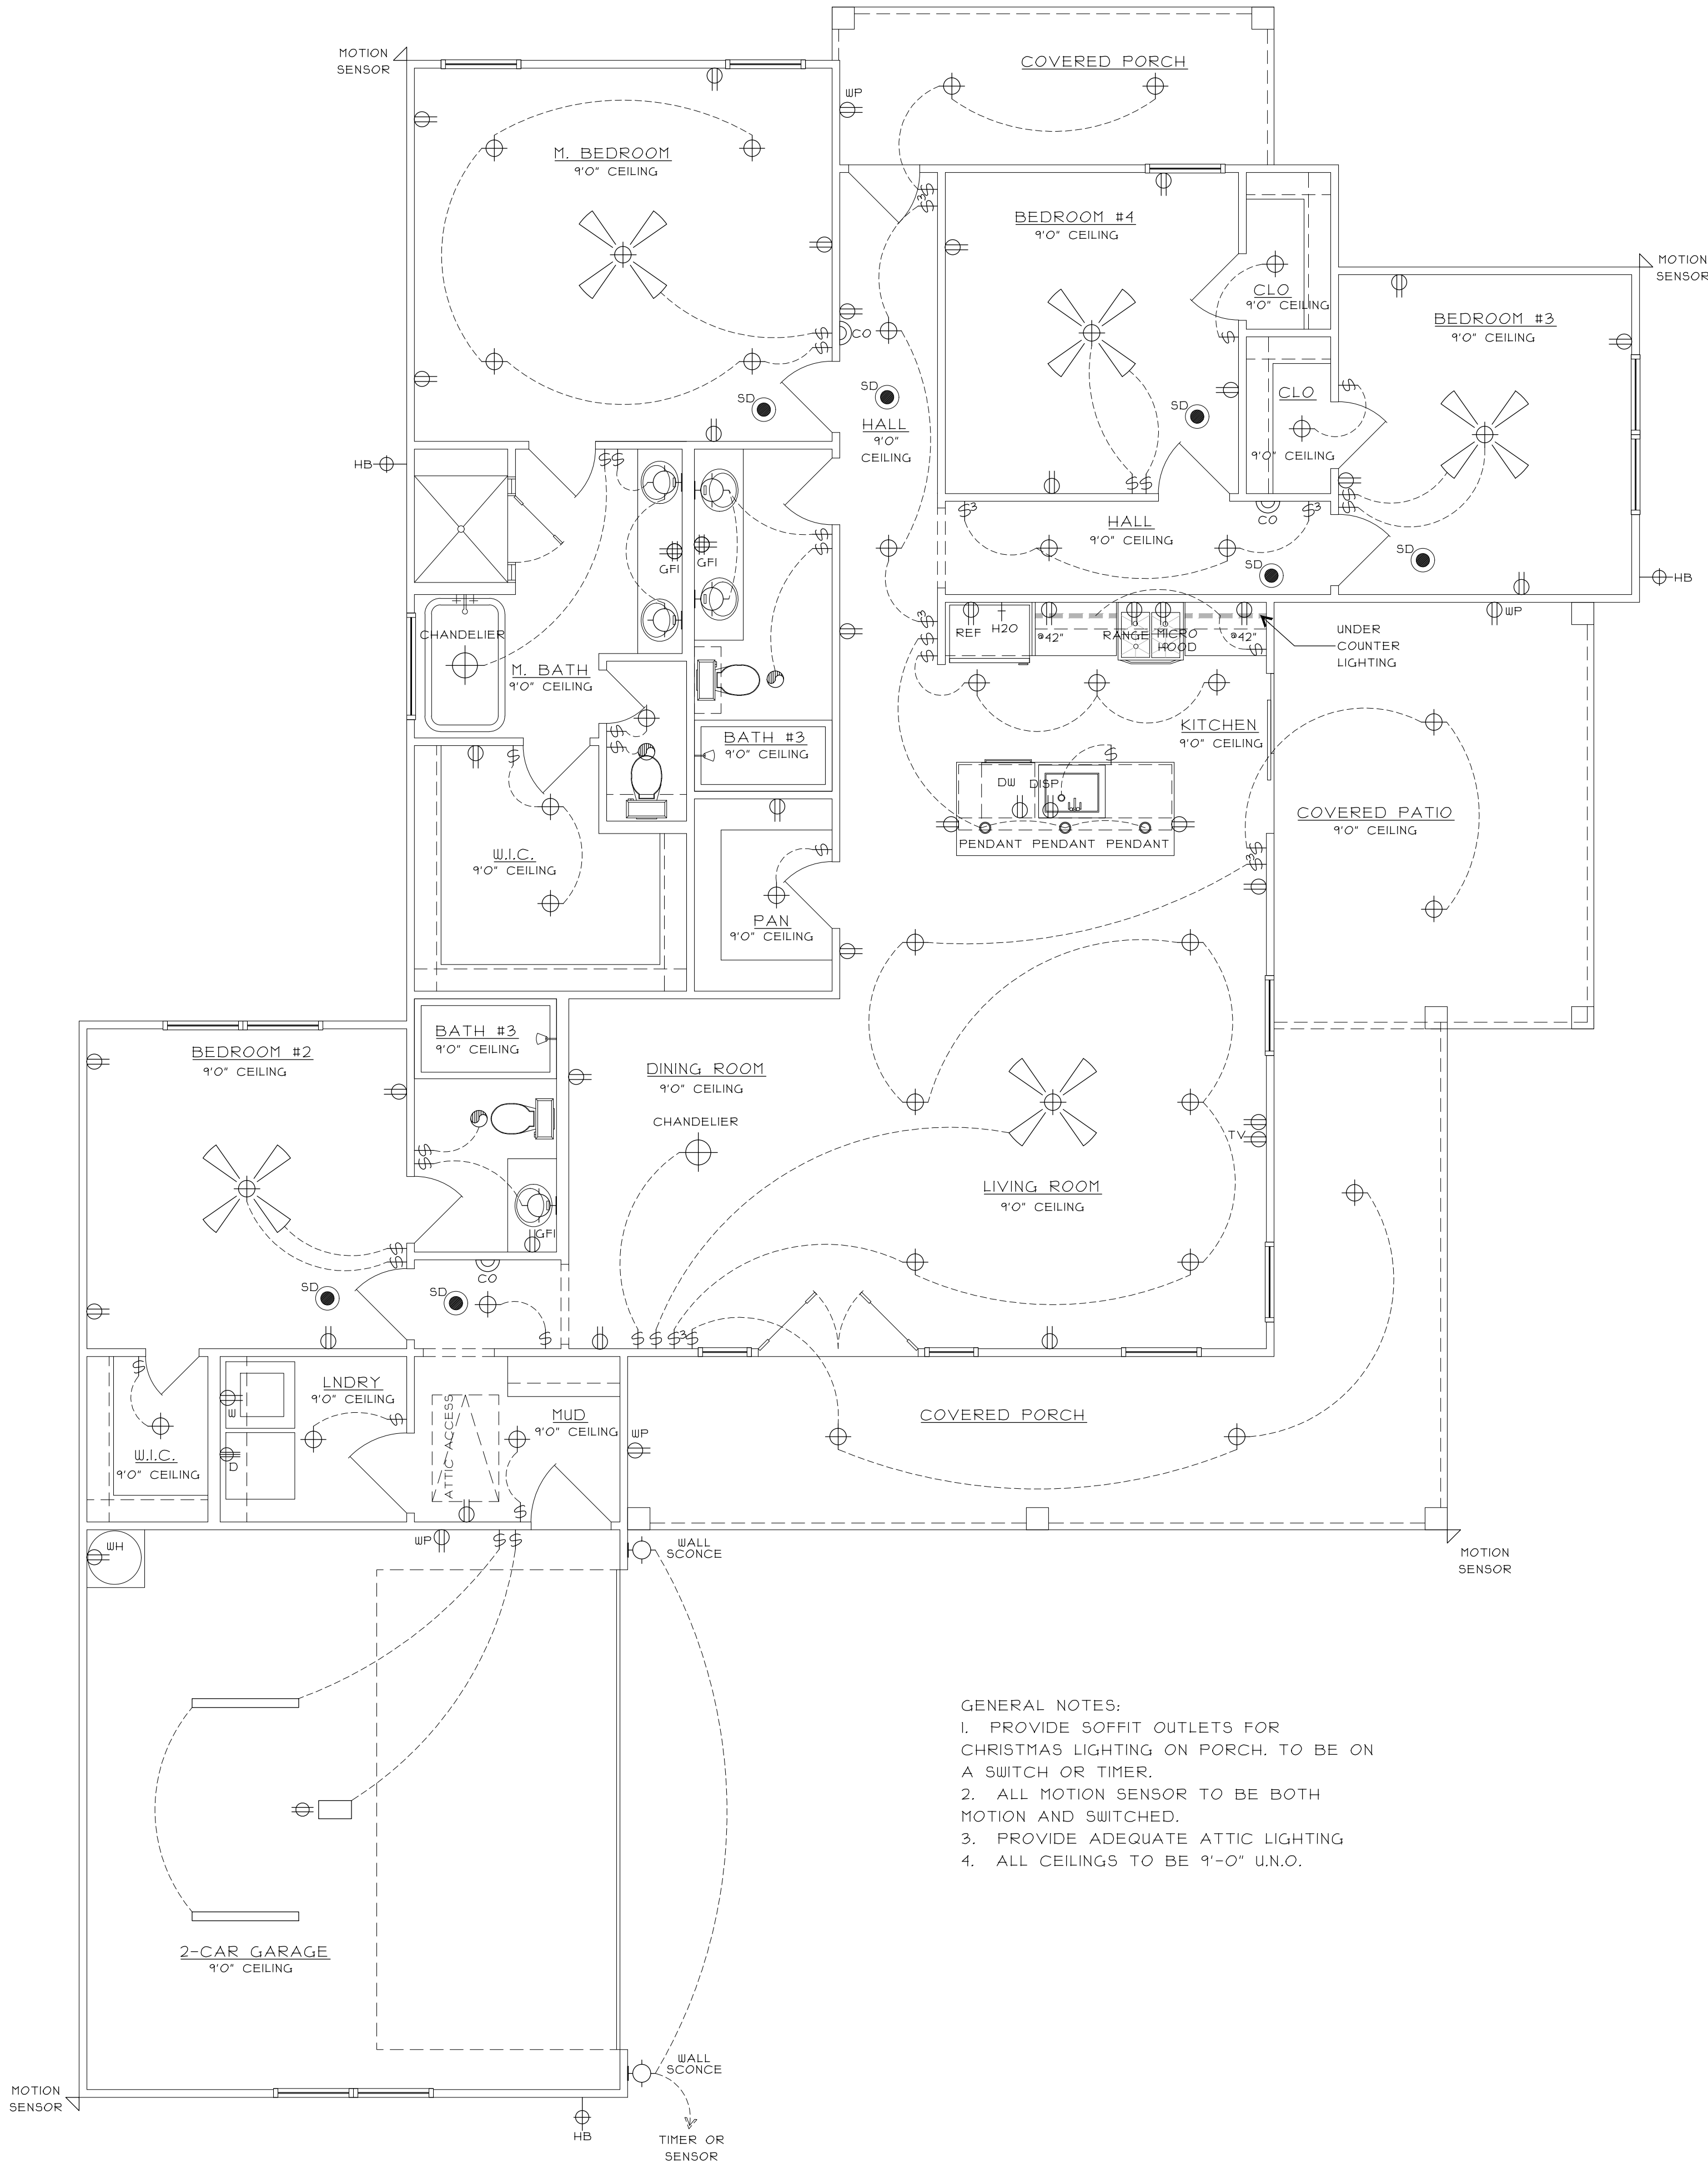 MOTION
SENSOR
COVERED PORCH
WP
M. BEDROOM
9'0" CEILING
BEDROOM #4
9'0" CEILING
$
$3
MOTION
SENSOR
CLO
9'0" CEILING
BEDROOM #3
9'0" CEILING
$
$
CO
$
SD
SD
HALL
9'0"
CEILING
SD
CLO
9'0" CEILING
$
HB
$$
$$
$
$
$3
HALL
9'0" CEILING
$3
CO
GFI
GFI
$
$
SD
SD
HB
CHANDELIER
M. BATH
9'0" CEILING
$3
$
$
REF
H2O
@42"
RANGE
MICRO
HOOD
@42"
$
WP
UNDER
COUNTER
LIGHTING
KITCHEN
9'0" CEILING
$
$
BATH #3
9'0" CEILING
$
$
DW
DISP
PENDANT
PENDANT
PENDANT
COVERED PATIO
9'0" CEILING
$
$3
W.I.C.
9'0" CEILING
$
PAN
9'0" CEILING
BEDROOM #2
9'0" CEILING
BATH #3
9'0" CEILING
DINING ROOM
9'0" CEILING
CHANDELIER
TV
$
$
LIVING ROOM
9'0" CEILING
GFI
$
$
CO
SD
SD
$
$
$
$3
$
$
LNDRY
9'0" CEILING
W
$
D
W.I.C.
9'0" CEILING
ATTIC ACCESS
MUD
9'0" CEILING
$
WP
COVERED PORCH
WH
WP
$$
WALL
SCONCE
MOTION
SENSOR
GENERAL NOTES:
1. PROVIDE SOFFIT OUTLETS FOR
CHRISTMAS LIGHTING ON PORCH. TO BE ON
A SWITCH OR TIMER.
2. ALL MOTION SENSOR TO BE BOTH
MOTION AND SWITCHED.
3. PROVIDE ADEQUATE ATTIC LIGHTING
4. ALL CEILINGS TO BE 9'-0" U.N.O.
2-CAR GARAGE
9'0" CEILING
WALL
SCONCE
MOTION
SENSOR
HB
TIMER OR
SENSOR